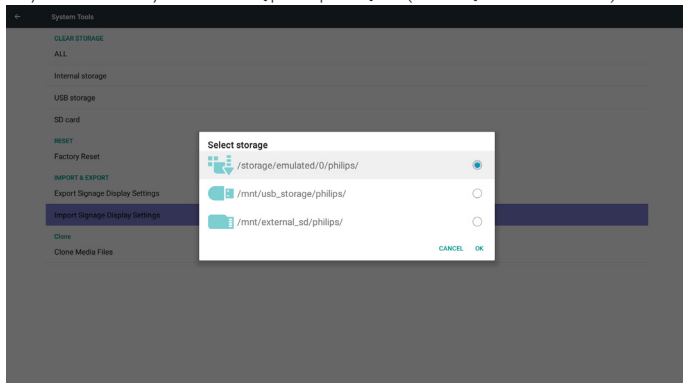 System Tools
CLEAR STORAGE
ALL
Internal storage
USB storage
SD card
RESET
Factory Reset
IMPORT & EXPORT
Export Signage Display Settings
Import Signage Display Settings
Clone
Clone Media Files
Select storage
/storage/emulated/0/philips/
/mnt/usb_storage/philips/
/mnt/external_sd/philips/
CANCEL OK